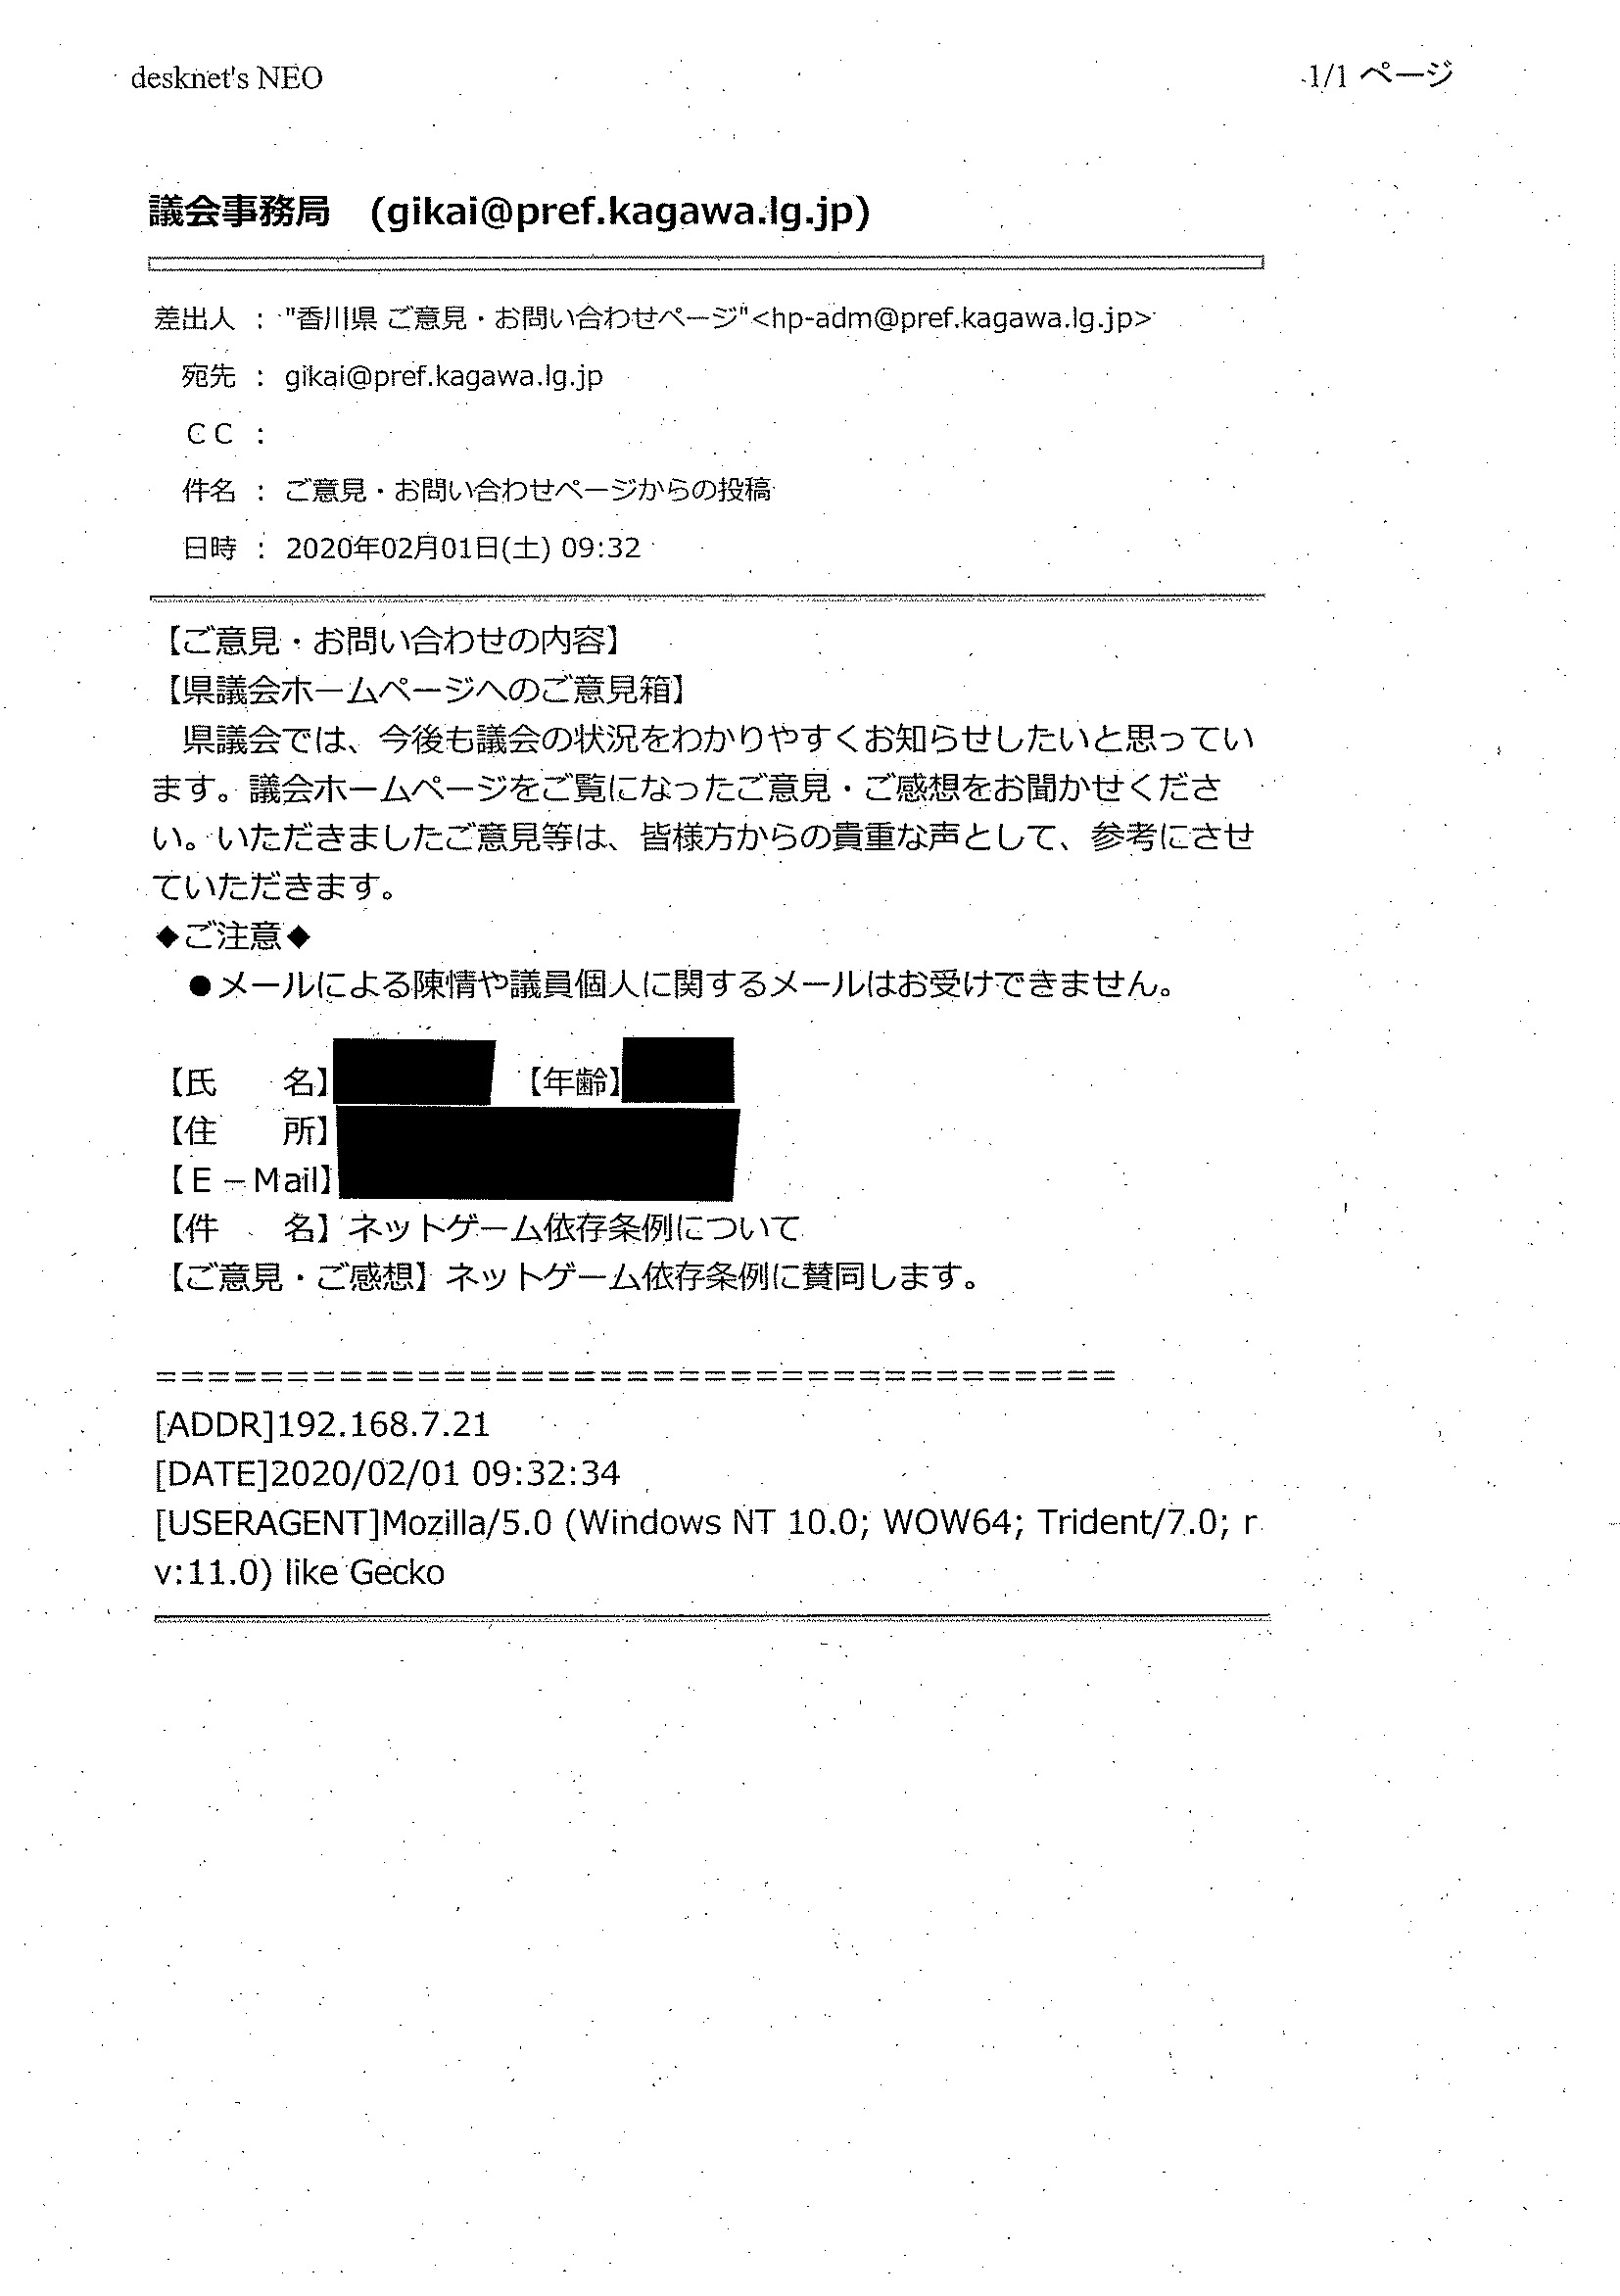 desknet's NEO
1/1 ページ
議会事務局　(gikai@pref.kagawa.lg.jp)
差出人 : "香川県 ご意見・お問い合わせページ"<hp-adm@pref.kagawa.lg.jp>
宛先 : gikai@pref.kagawa.lg.jp
ＣＣ :
件名 : ご意見・お問い合わせページからの投稿
日時 : 2020年02月01日(土) 09:32
【ご意見・お問い合わせの内容】
【県議会ホームページへのご意見箱】
　県議会では、今後も議会の状況をわかりやすくお知らせしたいと思ってい
ます。議会ホームページをご覧になったご意見・ご感想をお聞かせくださ
い。いただきましたご意見等は、皆様方からの貴重な声として、参考にさせ
ていただきます。
◆ご注意◆
　●メールによる陳情や議員個人に関するメールはお受けできません。
【氏　　名】　【年齢】
【住　　所】
【Ｅ－Mail】
【件　　名】ネットゲーム依存条例について
【ご意見・ご感想】ネットゲーム依存条例に賛同します。
=====================================
[ADDR]192.168.7.21
[DATE]2020/02/01 09:32:34
[USERAGENT]Mozilla/5.0 (Windows NT 10.0; WOW64; Trident/7.0; r
v:11.0) like Gecko